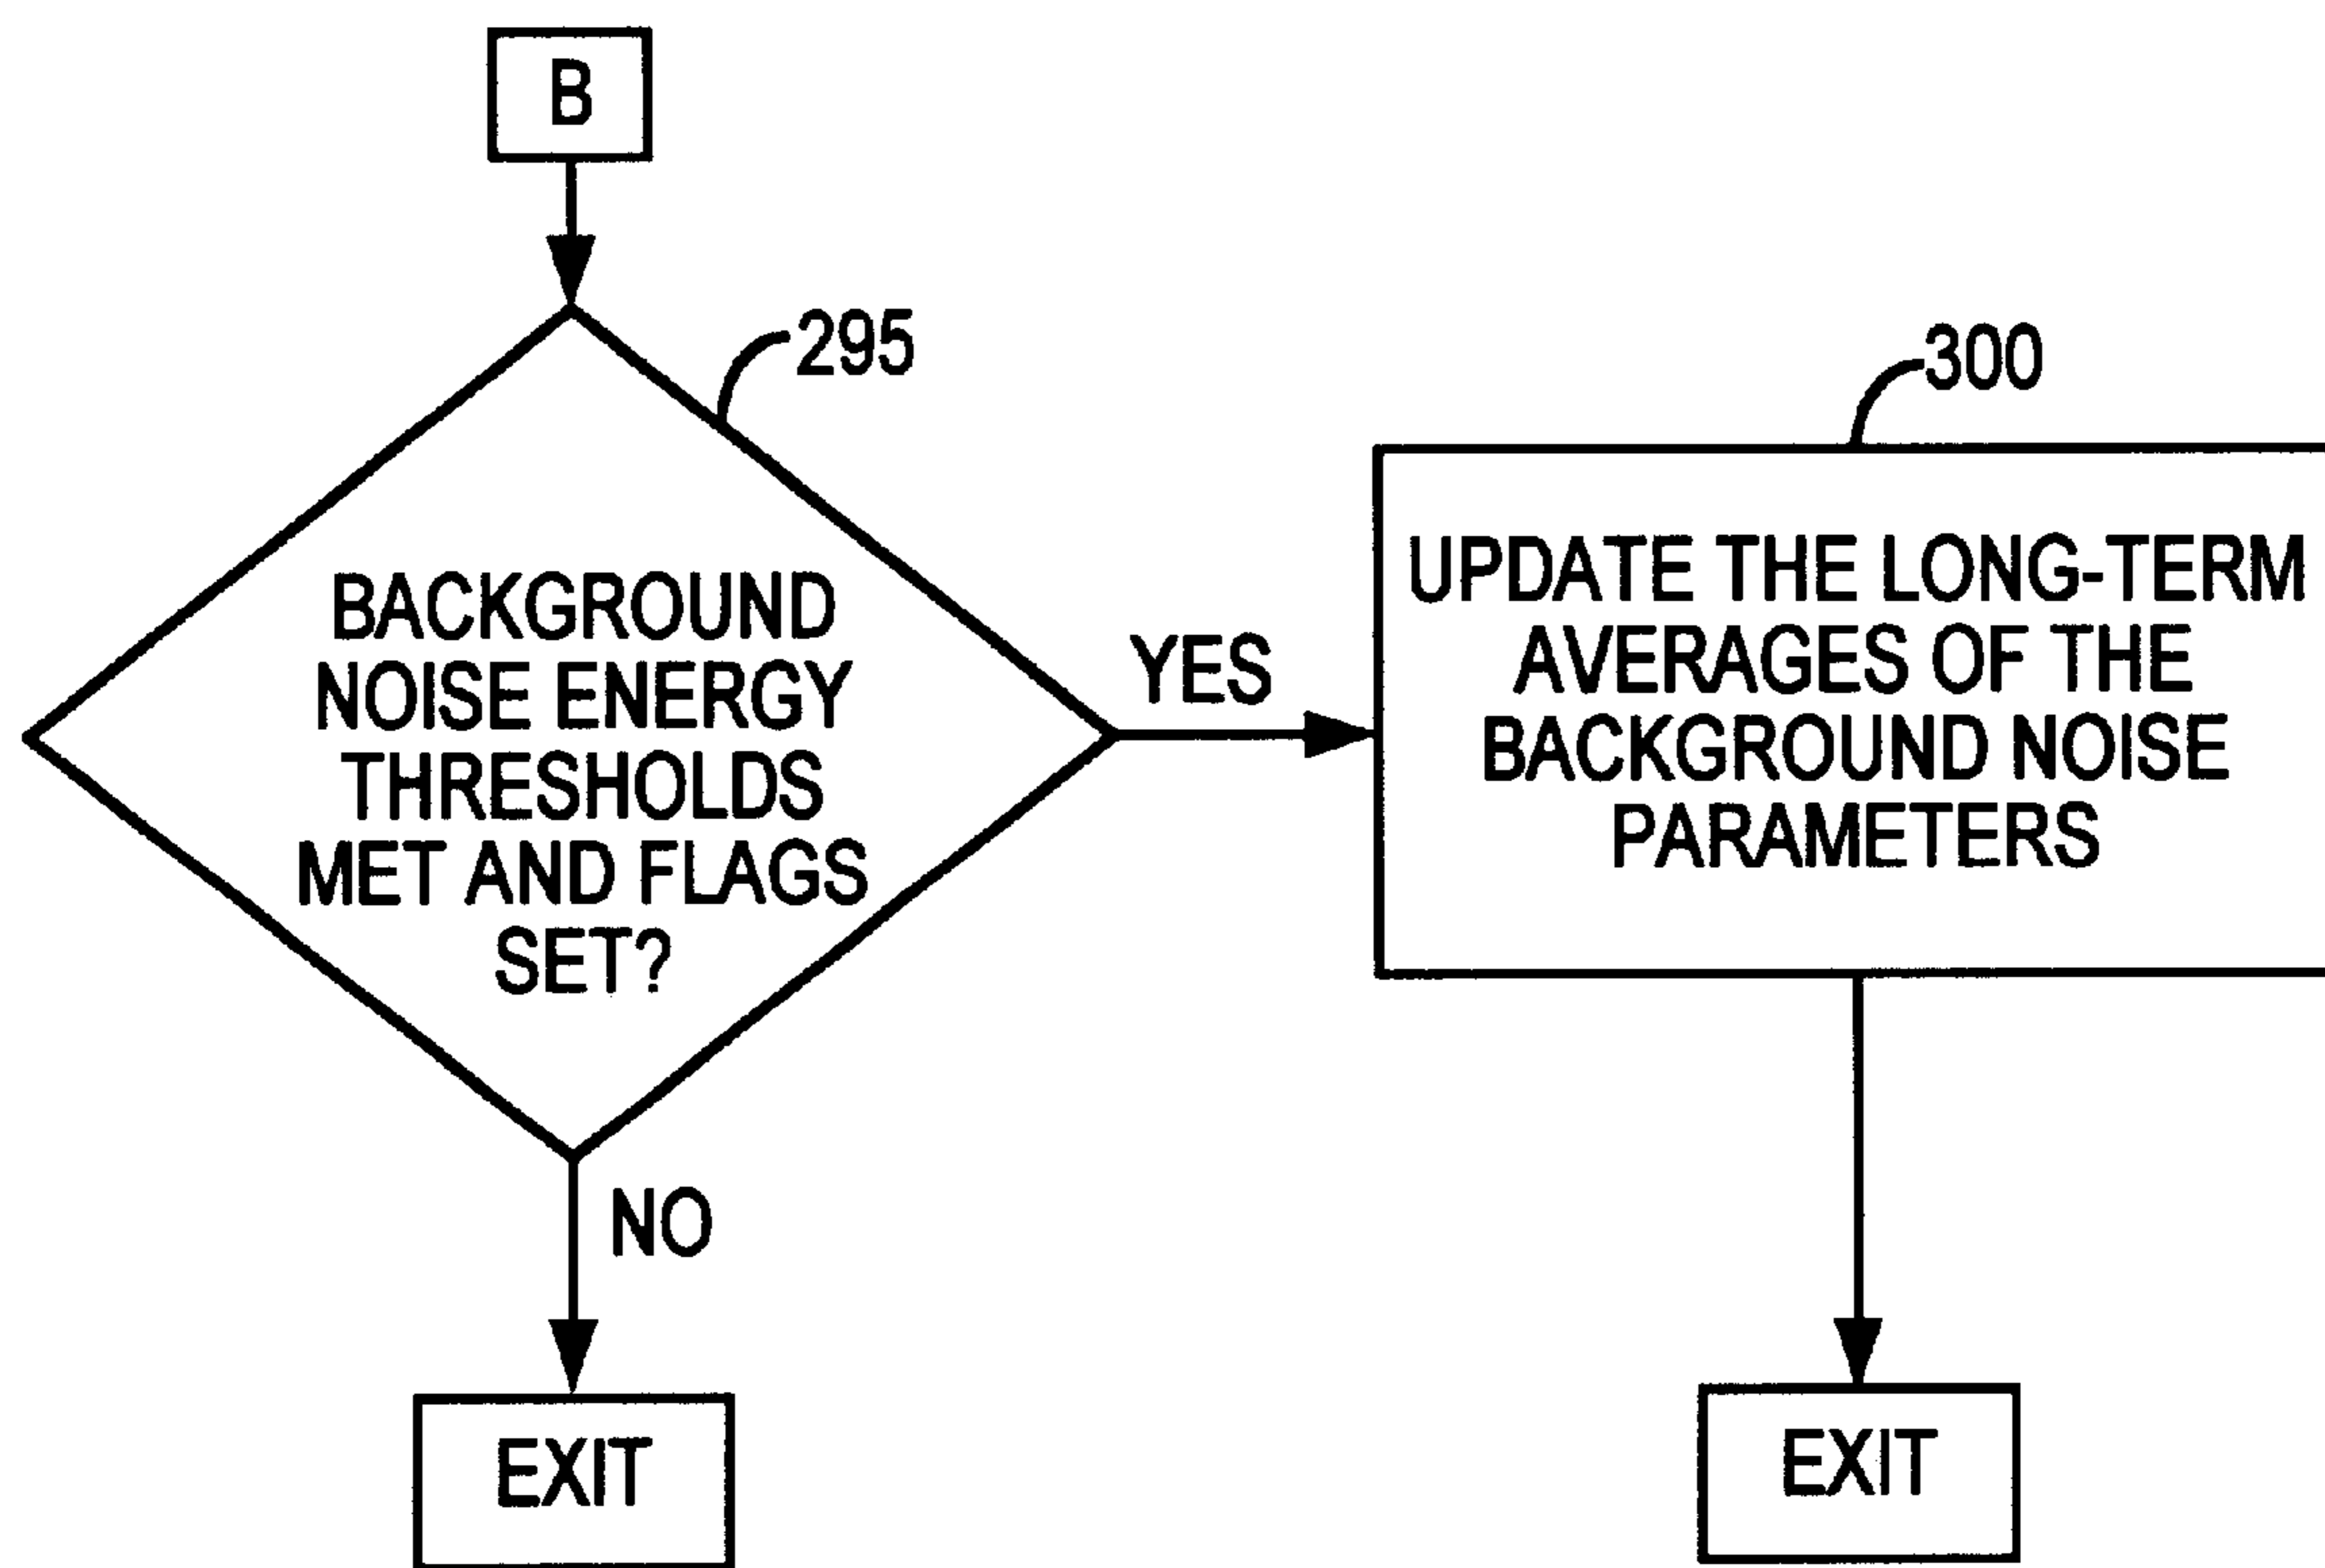 B
295
BACKGROUND
NOISE ENERGY
THRESHOLDS
MET AND FLAGS
SET?
YES
300
UPDATE THE LONG-TERM
AVERAGES OF THE
BACKGROUND NOISE
PARAMETERS
NO
EXIT
EXIT